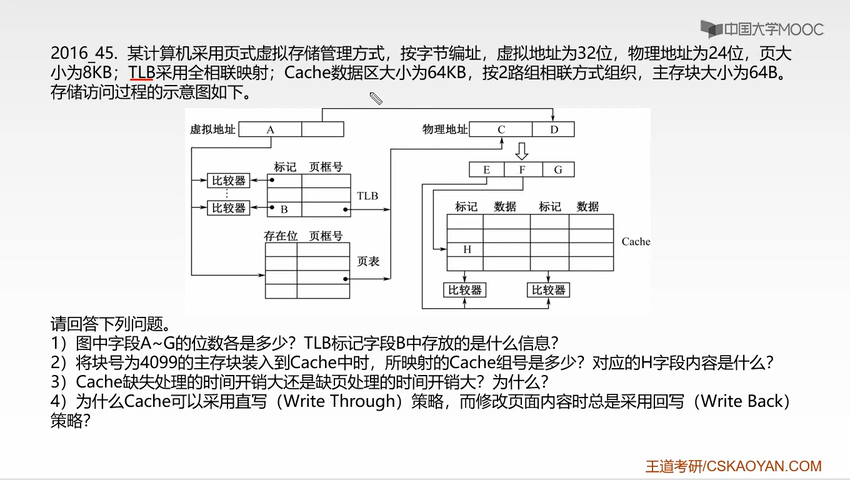 中国大学MOOC
2016_45. 某计算机采用页式虚拟存储管理方式，按字节编址，虚拟地址为32位，物理地址为24位，页大
小为8KB；TLB采用全相联映射；Cache数据区大小为64KB，按2路组相联方式组织，主存块大小为64B。
存储访问过程的示意图如下。
虚拟地址 A 物理地址 C D
标记 页框号 E F G
比较器
⋮ TLB 标记 数据 标记 数据
比较器 B
存在位 页框号 Cache
H
页表
比较器 比较器
请回答下列问题。
1）图中字段A~G的位数各是多少？TLB标记字段B中存放的是什么信息？
2）将块号为4099的主存块装入到Cache中时，所映射的Cache组号是多少？对应的H字段内容是什么？
3）Cache缺失处理的时间开销大还是缺页处理的时间开销大？为什么？
4）为什么Cache可以采用直写（Write Through）策略，而修改页面内容时总是采用回写（Write Back）
策略？
王道考研/CSKAOYAN.COM